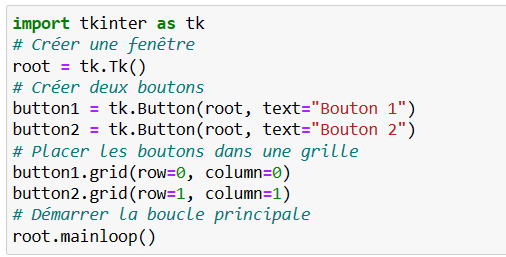 import tkinter as tk
# Créer une fenêtre
root = tk.Tk()
# Créer deux boutons
button1 = tk.Button(root, text="Bouton 1")
button2 = tk.Button(root, text="Bouton 2")
# Placer les boutons dans une grille
button1.grid(row=0, column=0)
button2.grid(row=1, column=1)
# Démarrer la boucle principale
root.mainloop()